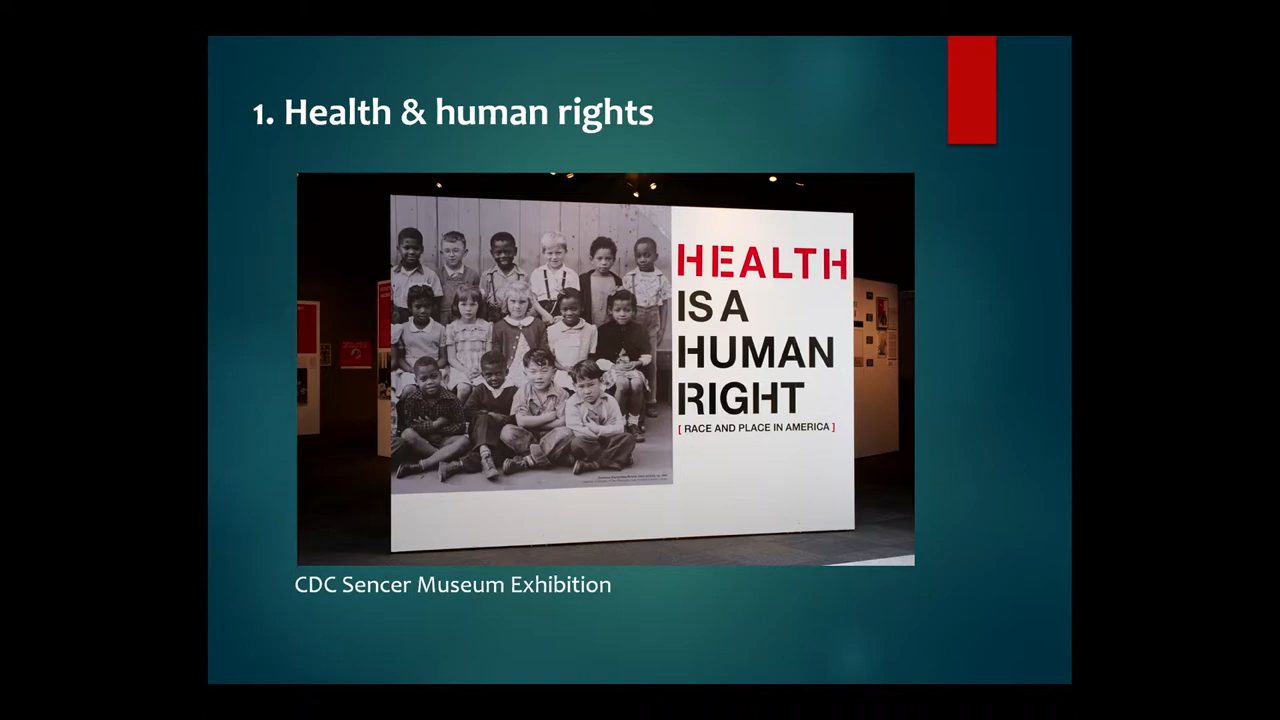 1. Health & human rights
HEALTH
IS A
HUMAN
RIGHT
[ RACE AND PLACE IN AMERICA ]
CDC Sencer Museum Exhibition